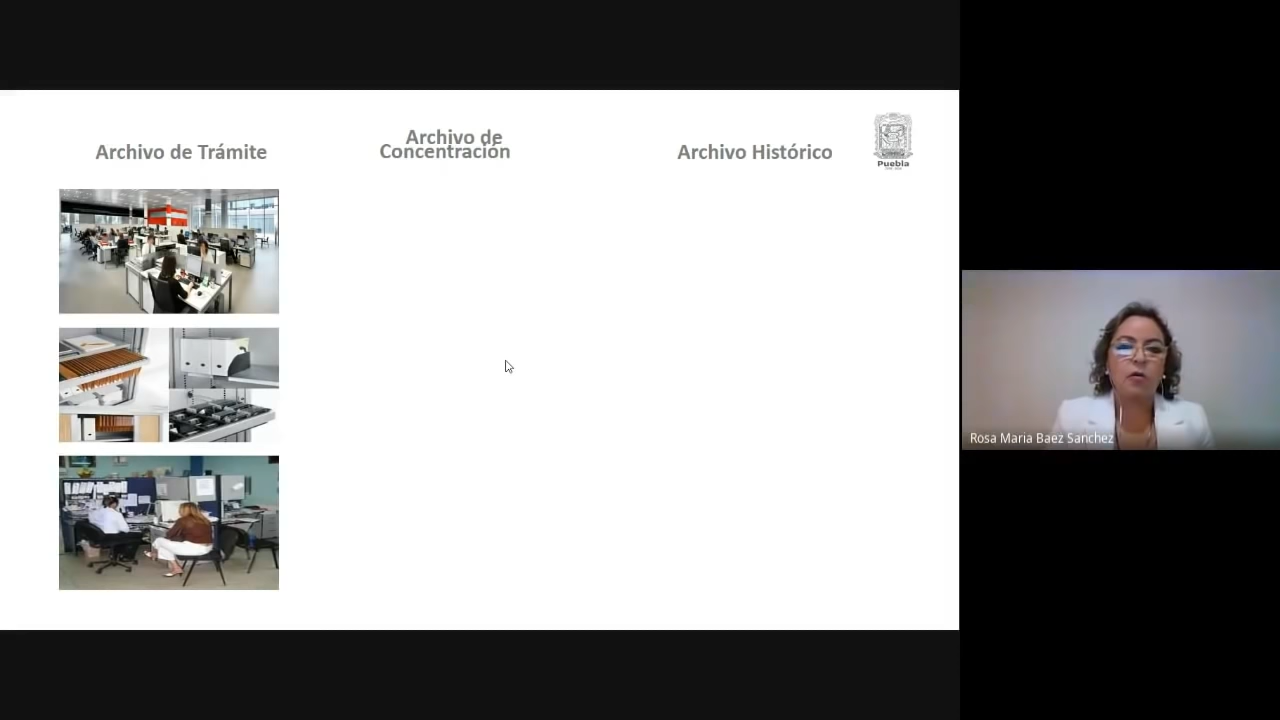 Archivo de Trámite
Archivo de
Concentración
Archivo Histórico
Puebla
Rosa Maria Baez Sanchez